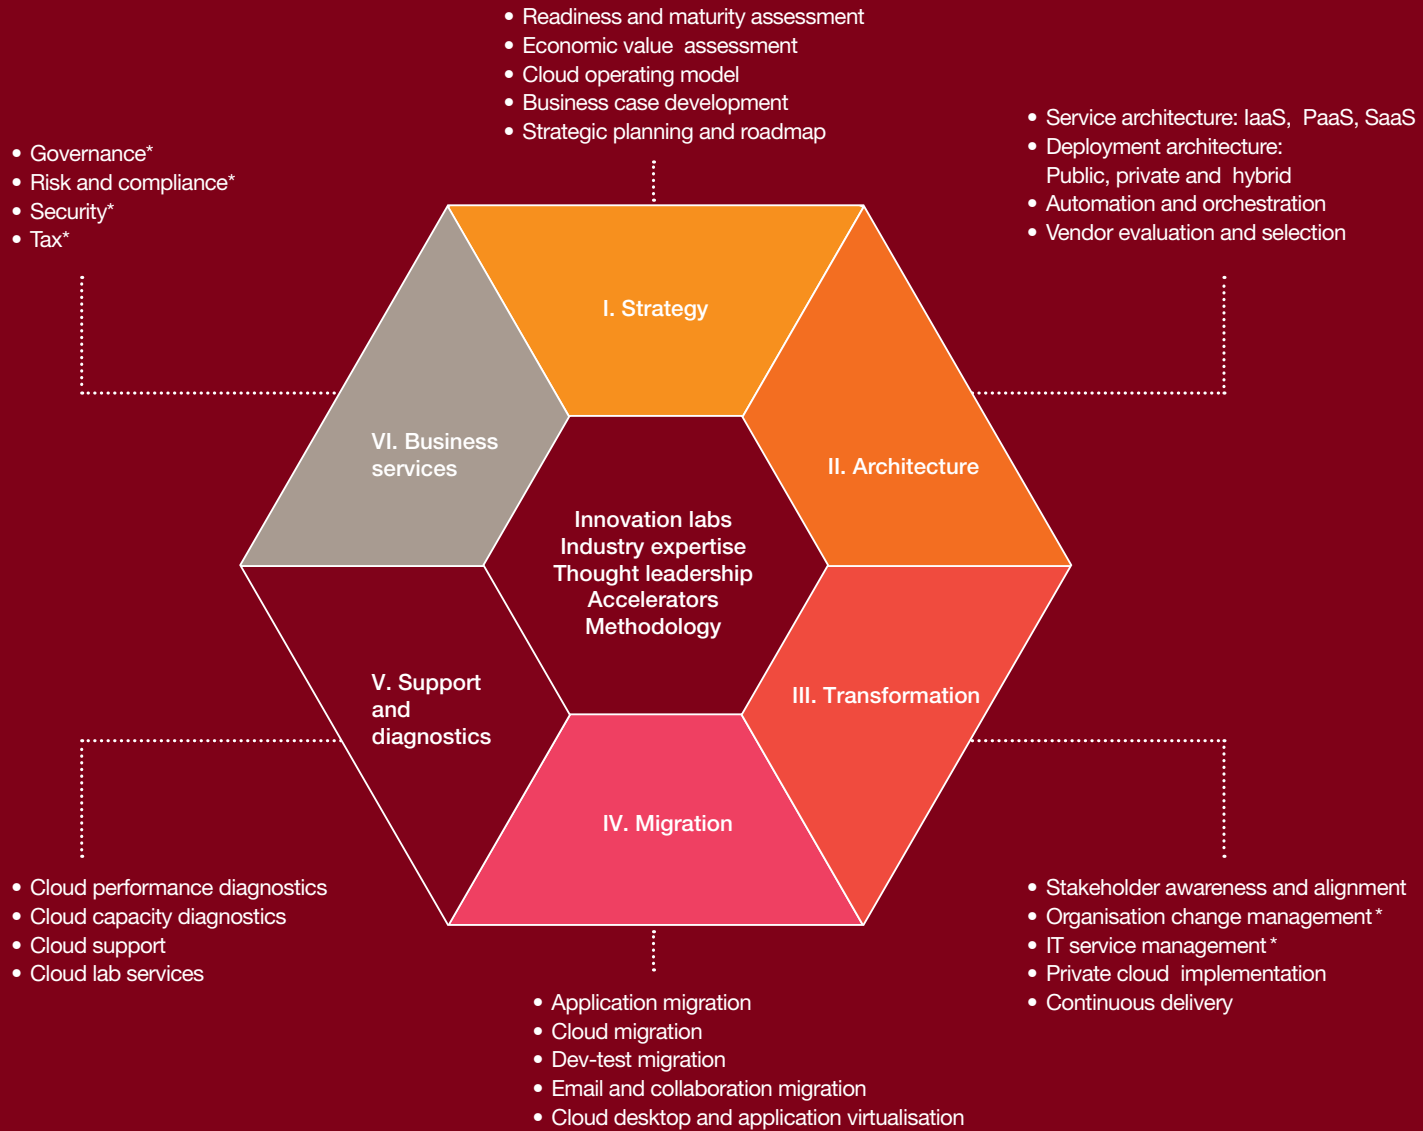 • Readiness and maturity assessment
• Economic value assessment
• Cloud operating model
• Business case development
• Strategic planning and roadmap
• Service architecture: IaaS, PaaS, SaaS
• Deployment architecture:
Public, private and hybrid
• Automation and orchestration
• Vendor evaluation and selection
• Governance*
• Risk and compliance*
• Security*
• Tax*
I. Strategy
II. Architecture
VI. Business
services
Innovation labs
Industry expertise
Thought leadership
Accelerators
Methodology
III. Transformation
V. Support
and
diagnostics
IV. Migration
• Cloud performance diagnostics
• Cloud capacity diagnostics
• Cloud support
• Cloud lab services
• Stakeholder awareness and alignment
• Organisation change management*
• IT service management*
• Private cloud implementation
• Continuous delivery
• Application migration
• Cloud migration
• Dev-test migration
• Email and collaboration migration
• Cloud desktop and application virtualisation